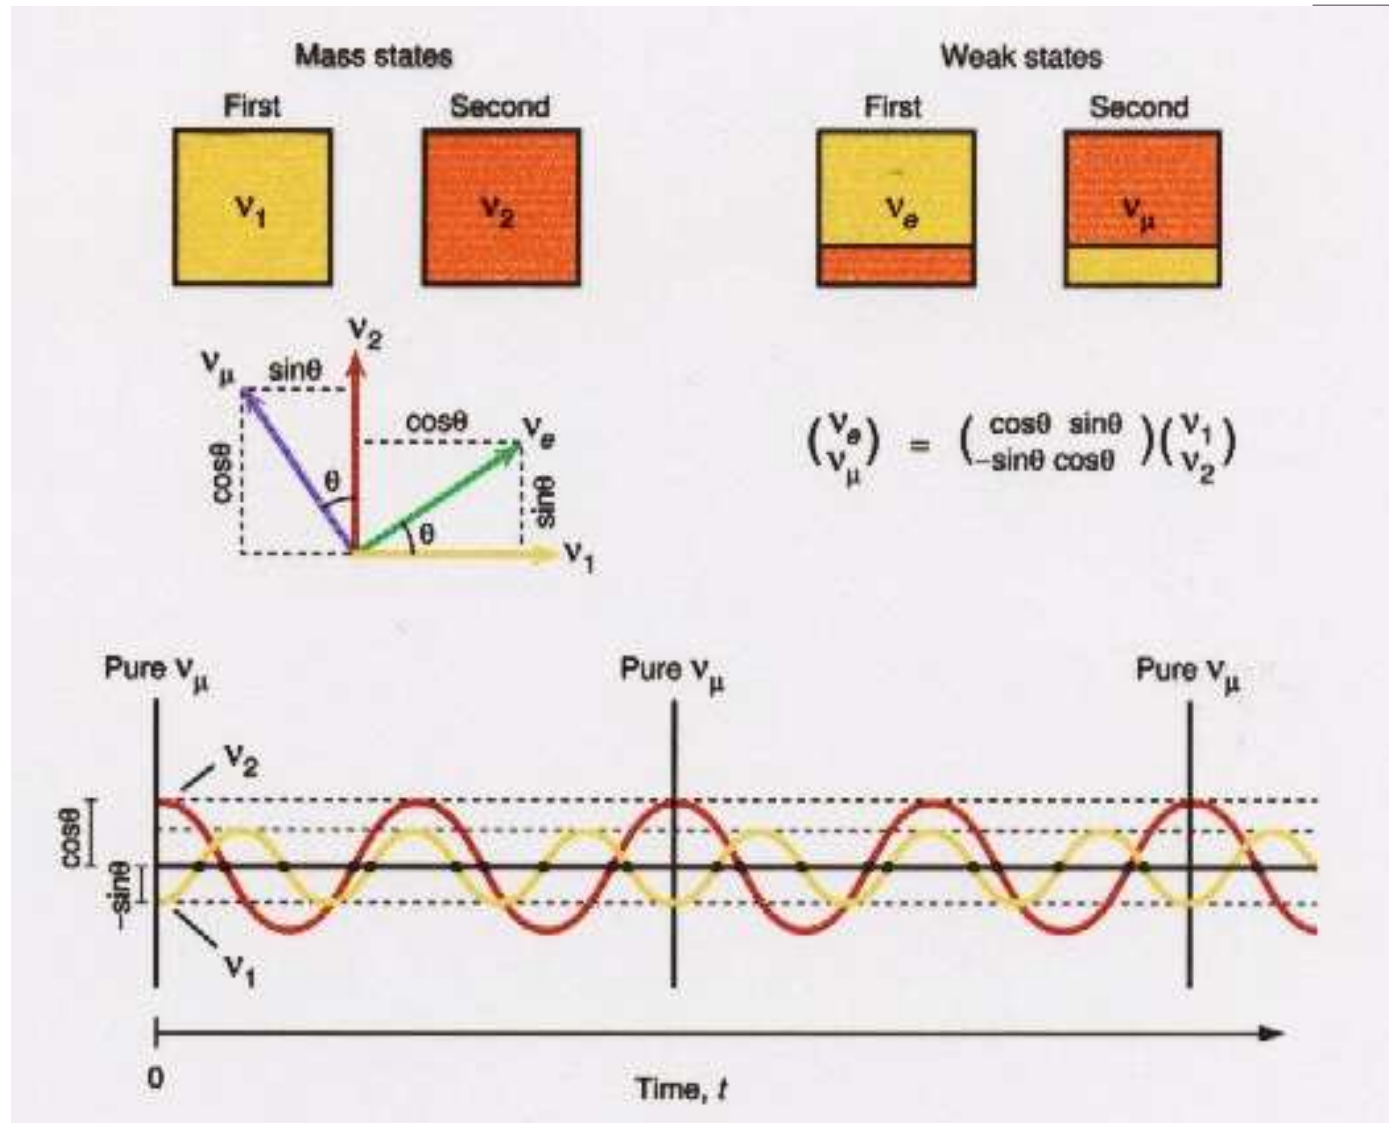 Mass states
Weak states
First
Second
First
Second
ν1
ν2
νe
νμ
ν2
νμ
sinθ
cosθ
νe
cosθ
θ
sinθ
θ
ν1
(νe νμ) = (cosθ sinθ -sinθ cosθ)(ν1 ν2)
Pure νμ
Pure νμ
Pure νμ
ν2
cosθ
-sinθ
ν1
0
Time, t